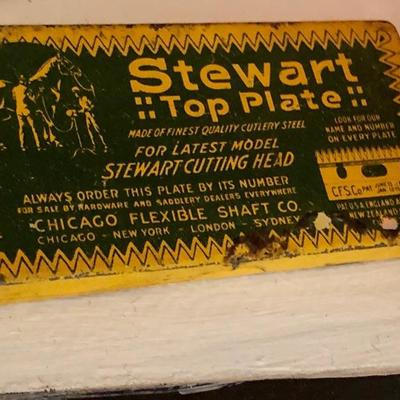 Stewart
Top Plate
MADE OF FINEST QUALITY CUTLERY STEEL
FOR LATEST MODEL
STEWART CUTTING HEAD
ALWAYS ORDER THIS PLATE BY ITS NUMBER
FOR SALE BY HARDWARE AND SADDLERY DEALERS EVERYWHERE
CHICAGO FLEXIBLE SHAFT CO.
CHICAGO - NEW YORK - LONDON - SYDNEY
LOOK FOR OUR
NAME AND NUMBER
ON EVERY PLATE
C.F.S.Co PAT
PAT. U.S. ENGLAND
NEW ZEALAND